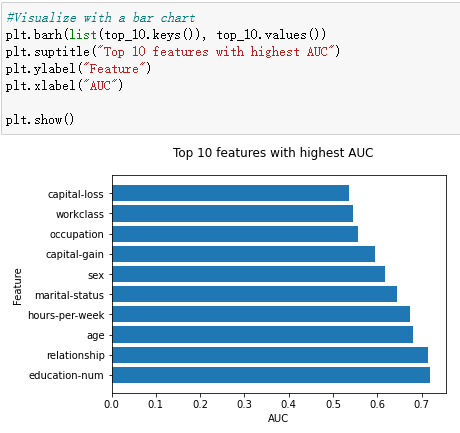 #Visualize with a bar chart
plt.barh(list(top_10.keys()), top_10.values())
plt.suptitle("Top 10 features with highest AUC")
plt.ylabel("Feature")
plt.xlabel("AUC")
plt.show()
Top 10 features with highest AUC
Feature
capital-loss
workclass
occupation
capital-gain
sex
marital-status
hours-per-week
age
relationship
education-num
0.0 0.1 0.2 0.3 0.4 0.5 0.6 0.7
AUC